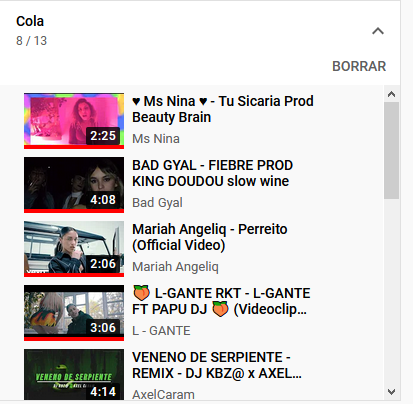 Cola
8 / 13
BORRAR
♥ Ms Nina ♥ - Tu Sicaria Prod
Beauty Brain
Ms Nina
2:25
BAD GYAL - FIEBRE PROD
KING DOUDOU slow wine
Bad Gyal
4:08
Mariah Angeliq - Perreito
(Official Video)
Mariah Angeliq
2:06
🍑 L-GANTE RKT - L-GANTE
FT PAPU DJ 🍑 (Videoclip...
L - GANTE
3:06
VENENO DE SERPIENTE -
REMIX - DJ KBZ@ x AXEL...
AxelCaram
VENENO DE SERPIENTE
4:14